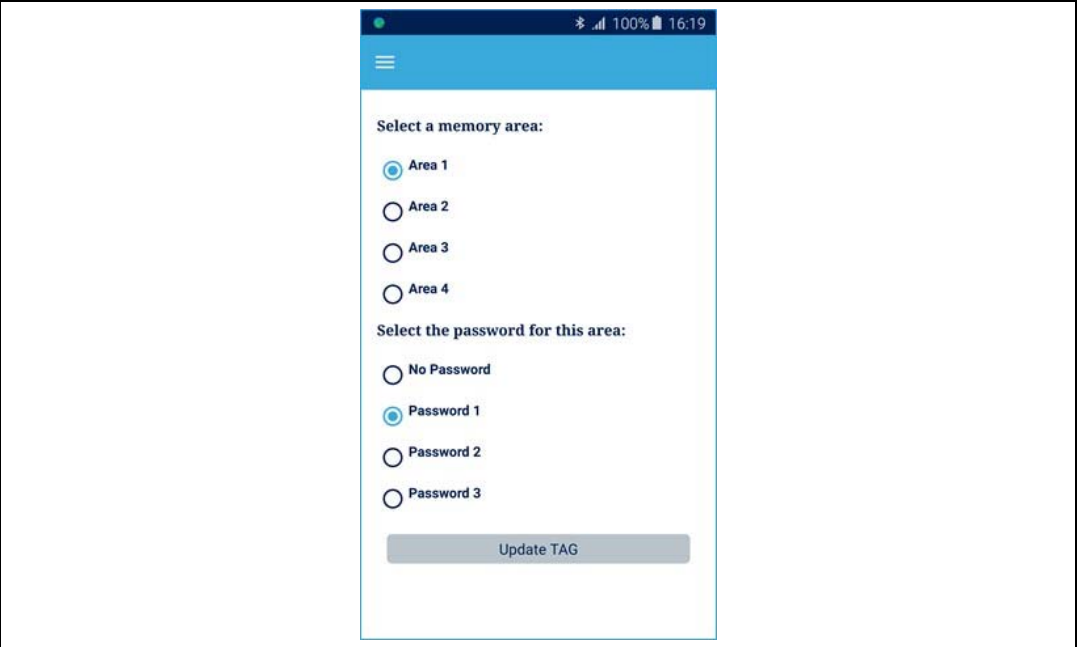 100% 16:19
Select a memory area:
Area 1
Area 2
Area 3
Area 4
Select the password for this area:
No Password
Password 1
Password 2
Password 3
Update TAG